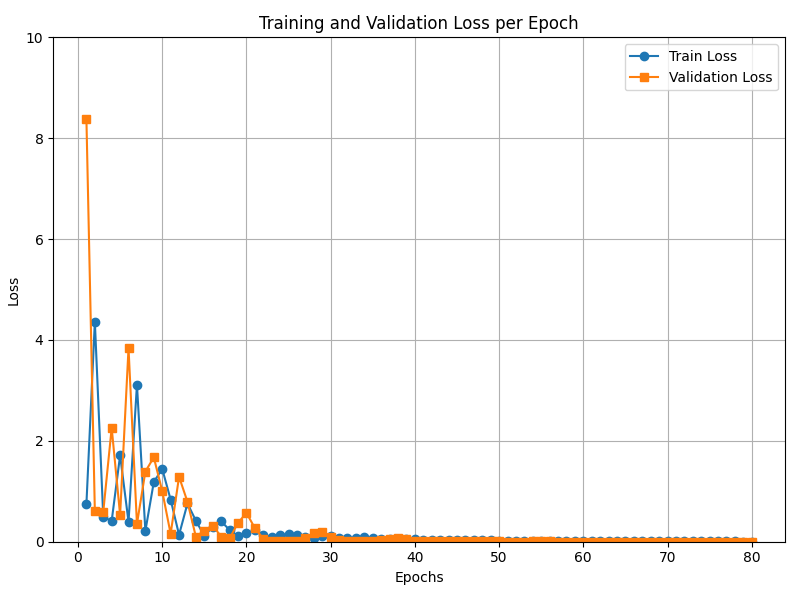 Training and Validation Loss per Epoch
Train Loss
Validation Loss
10
8
6
4
2
0
Loss
0 10 20 30 40 50 60 70 80
Epochs